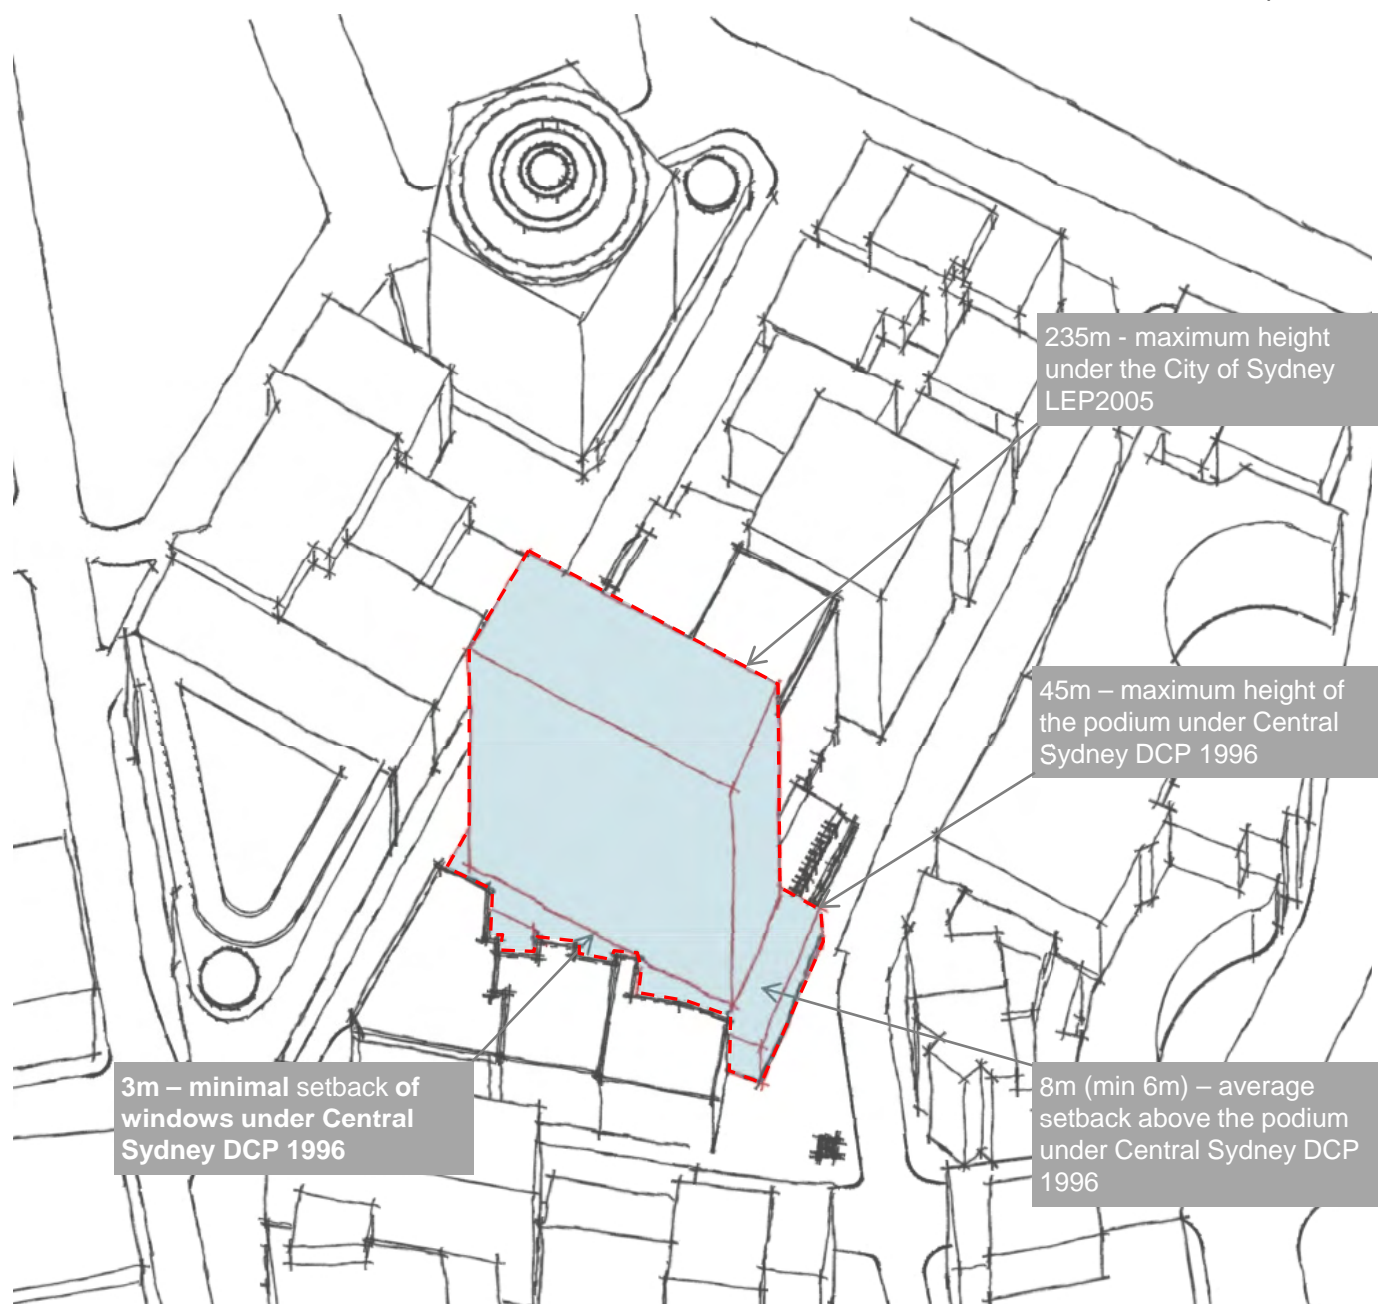 235m - maximum height
under the City of Sydney
LEP2005
45m – maximum height of
the podium under Central
Sydney DCP 1996
3m – minimal setback of
windows under Central
Sydney DCP 1996
8m (min 6m) – average
setback above the podium
under Central Sydney DCP
1996